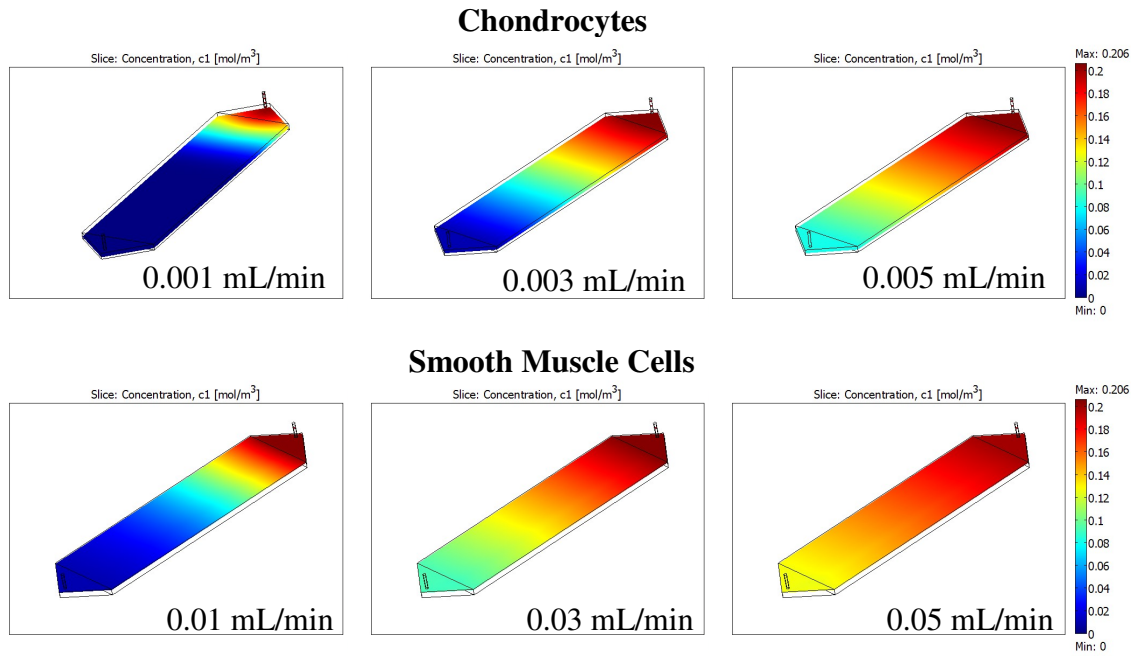 Chondrocytes
Slice: Concentration, c1 [mol/m³]
Slice: Concentration, c1 [mol/m³]
Slice: Concentration, c1 [mol/m³]
Max: 0.206
0.2
0.18
0.16
0.14
0.12
0.1
0.08
0.06
0.04
0.02
0
Min: 0
0.001 mL/min
0.003 mL/min
0.005 mL/min
Smooth Muscle Cells
Slice: Concentration, c1 [mol/m³]
Slice: Concentration, c1 [mol/m³]
Slice: Concentration, c1 [mol/m³]
Max: 0.206
0.2
0.18
0.16
0.14
0.12
0.1
0.08
0.06
0.04
0.02
0
Min: 0
0.01 mL/min
0.03 mL/min
0.05 mL/min